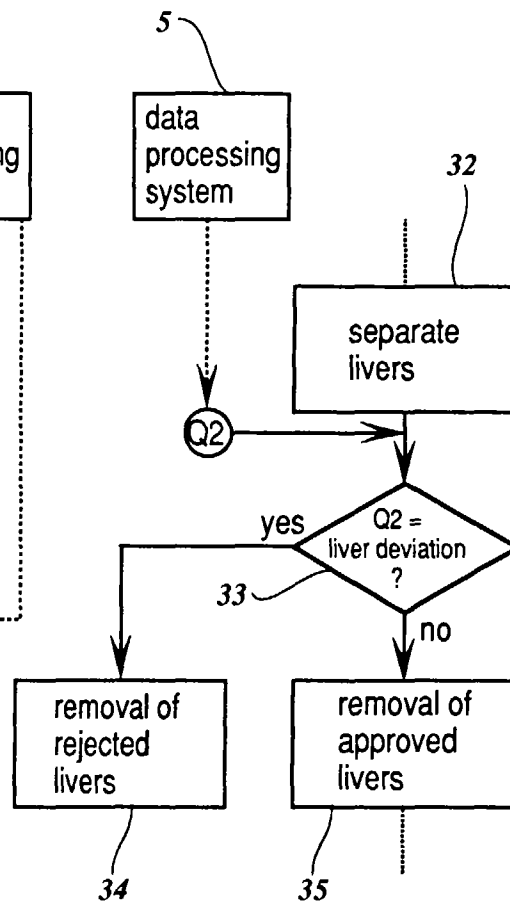 5
data
processing
system
ng
32
separate
livers
Q2
yes
Q2 =
liver deviation
?
33
no
removal of
rejected
livers
removal of
approved
livers
34
35